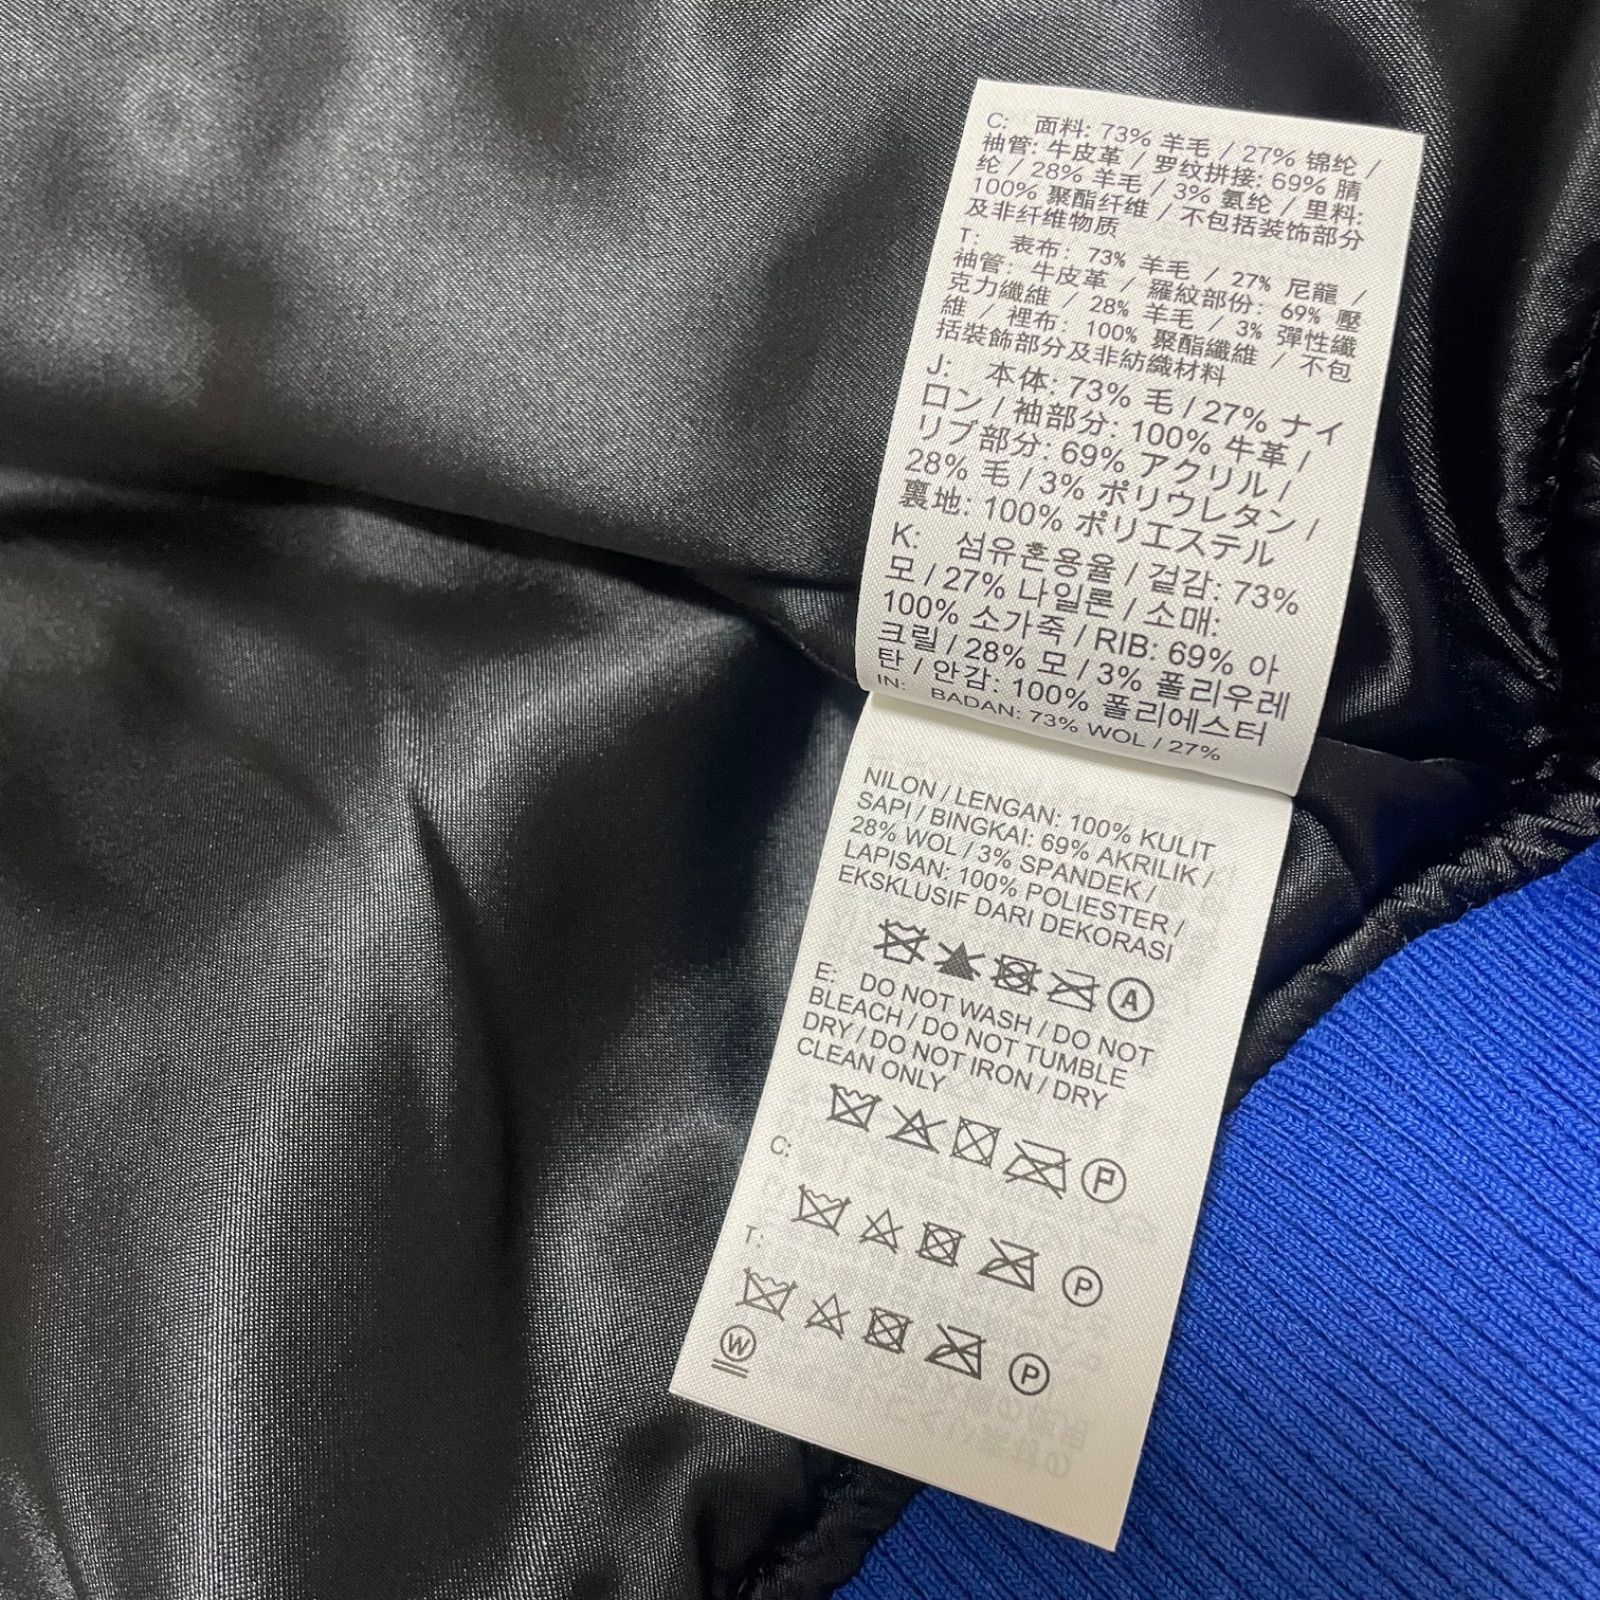 C: 面料: 73% 羊毛 / 27% 锦纶 /
袖管: 牛皮革 / 罗纹拼接: 69% 腈
纶 / 28% 羊毛 / 3% 氨纶 / 里料:
100% 聚酯纤维 / 不包括装饰部分
及非纤维物质
T: 表布: 73% 羊毛 / 27% 尼龍 /
袖管: 牛皮革 / 羅紋部份: 69% 壓
克力纖維 / 28% 羊毛 / 3% 彈性纖
維 / 裡布: 100% 聚酯纖維 / 不包
括裝飾部分及非紡織材料
J: 本体: 73% 毛 / 27% ナイ
ロン / 袖部分: 100% 牛革 /
リブ部分: 69% アクリル /
28% 毛 / 3% ポリウレタン /
裏地: 100% ポリエステル
K: 섬유혼용율 / 겉감: 73%
모 / 27% 나일론 / 소매:
100% 소가죽 / RIB: 69% 아
크릴 / 28% 모 / 3% 폴리우레
탄 / 안감: 100% 폴리에스터
IN: BADAN: 73% WOL / 27%
NILON / LENGAN: 100% KULIT
SAPI / BINGKAI: 69% AKRILIK /
28% WOL / 3% SPANDEK /
LAPISAN: 100% POLIESTER /
EKSKLUSIF DARI DEKORASI
A
E: DO NOT WASH / DO NOT
BLEACH / DO NOT TUMBLE
DRY / DO NOT IRON / DRY
CLEAN ONLY
P
C:
P
T:
P
W